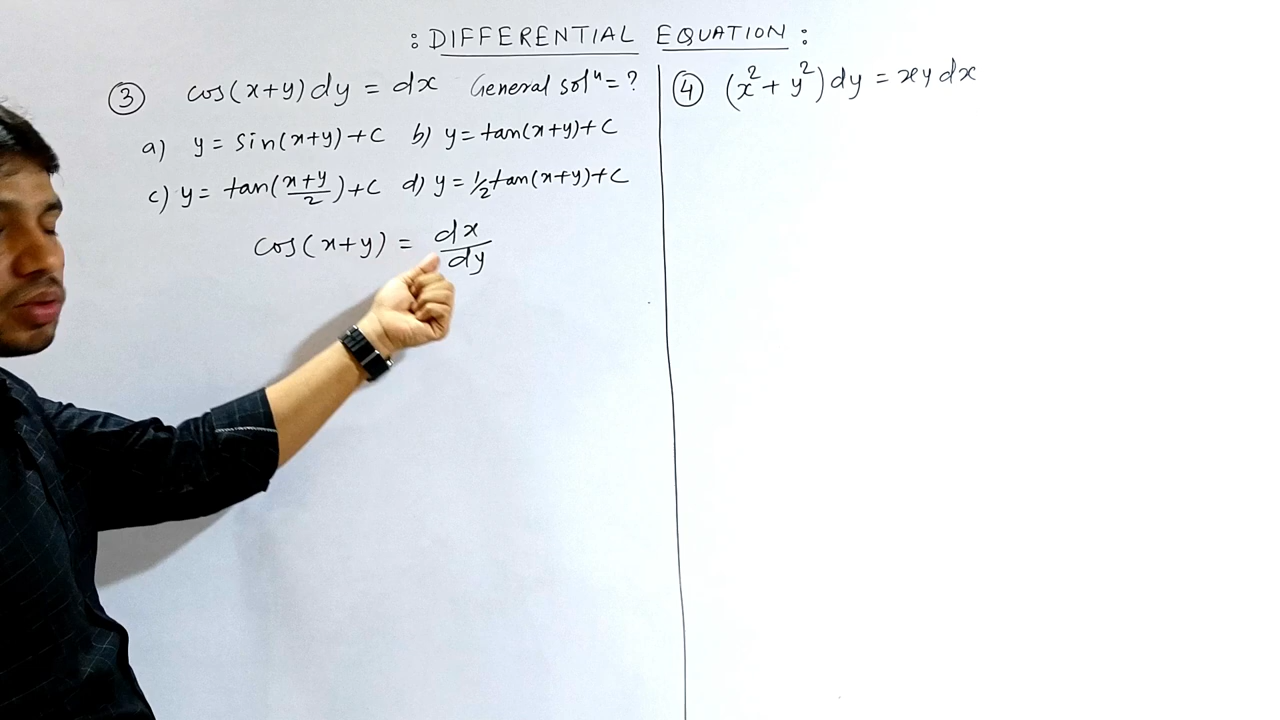 : DIFFERENTIAL EQUATION :
③ cos(x+y)dy = dx General solⁿ = ?
a) y = sin(x+y)+C b) y = tan(x+y)+C
c) y = tan((x+y)/2)+C d) y = 1/2 tan(x+y)+C
cos(x+y) = dx/dy
④ (x²+y²)dy = xy dx